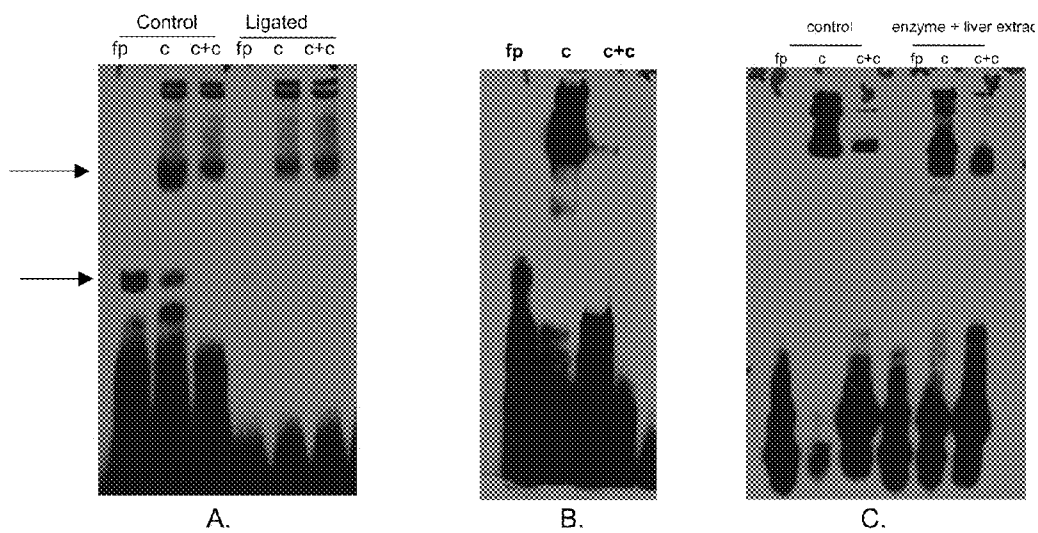 Control Ligated
fp c c+c fp c c+c
fp c c+c
control enzyme + liver extrac
fp c c+c fp c c+c
A. B. C.